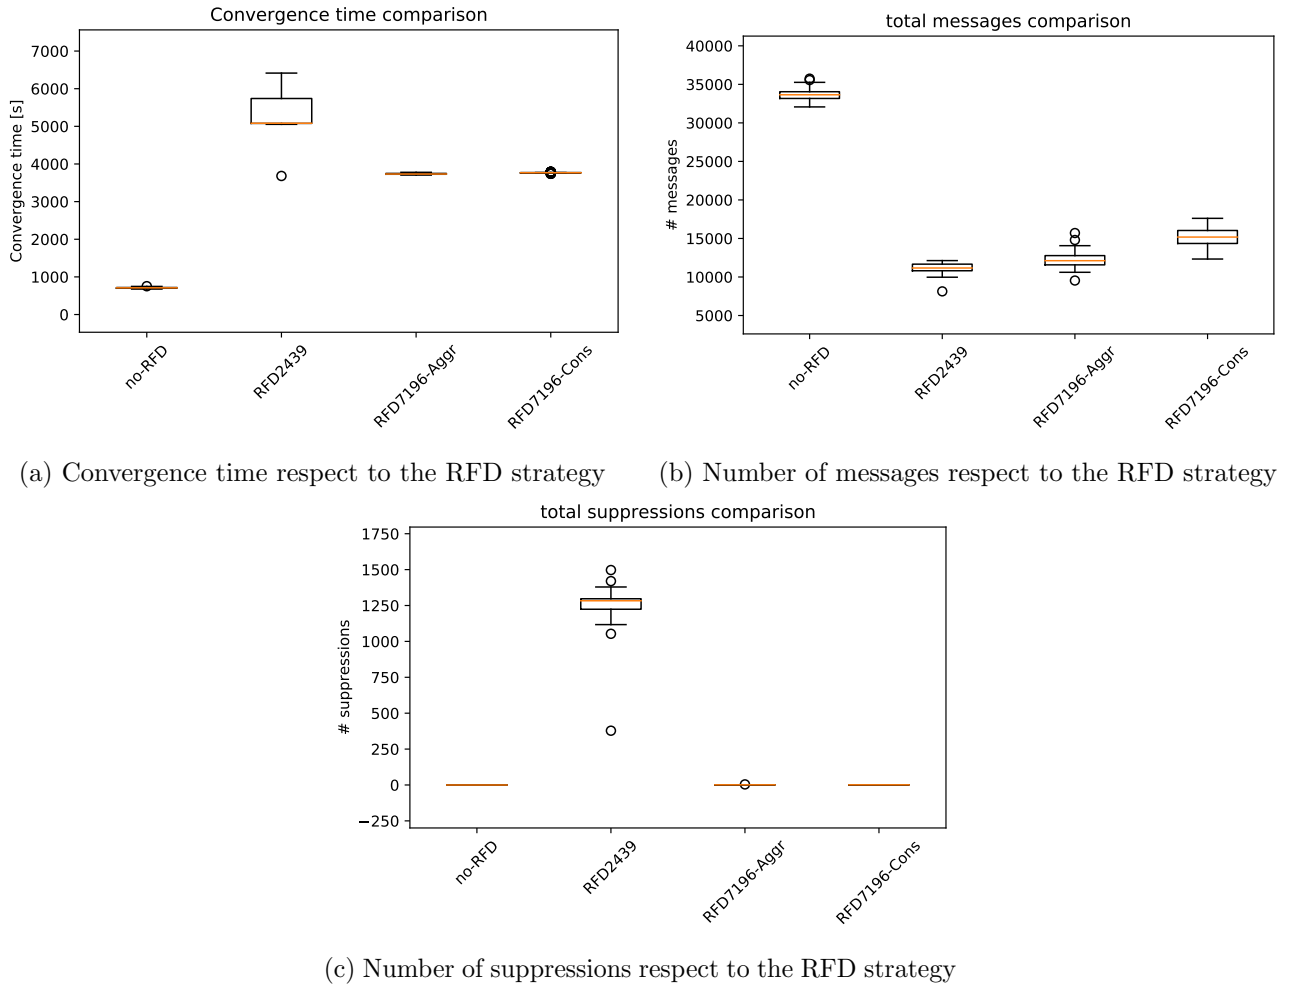 Convergence time comparison
Convergence time [s]
7000
6000
5000
4000
3000
2000
1000
0
no-RFD
RFD2439
RFD7196-Aggr
RFD7196-Cons
(a) Convergence time respect to the RFD strategy
total messages comparison
# messages
40000
35000
30000
25000
20000
15000
10000
5000
no-RFD
RFD2439
RFD7196-Aggr
RFD7196-Cons
(b) Number of messages respect to the RFD strategy
total suppressions comparison
# suppressions
1750
1500
1250
1000
750
500
250
0
−250
no-RFD
RFD2439
RFD7196-Aggr
RFD7196-Cons
(c) Number of suppressions respect to the RFD strategy